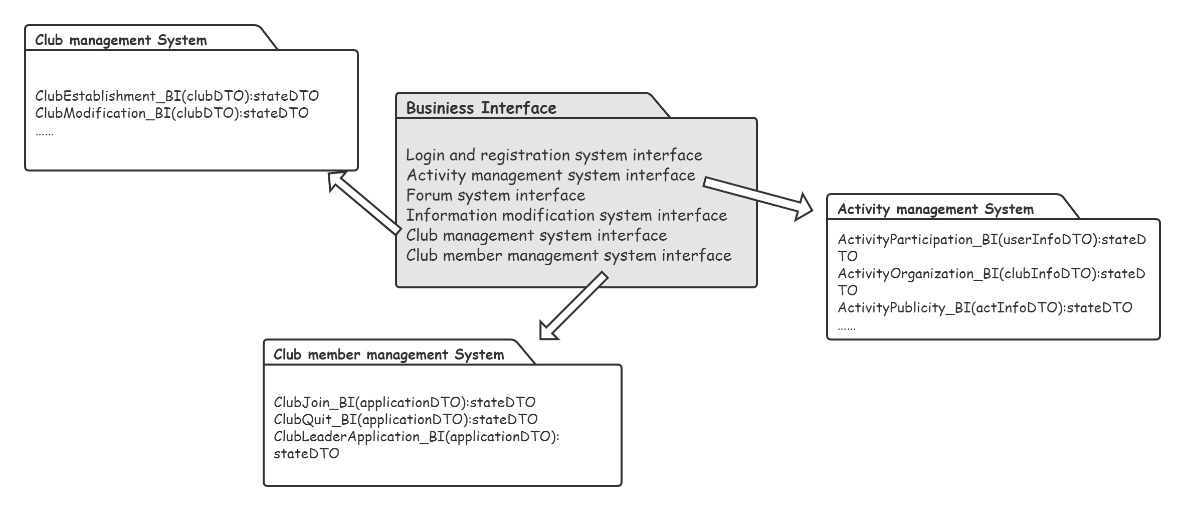 Club management System
ClubEstablishment_BI(clubDTO):stateDTO
ClubModification_BI(clubDTO):stateDTO
......
Businiess Interface
Login and registration system interface
Activity management system interface
Forum system interface
Information modification system interface
Club management system interface
Club member management system interface
Activity management System
ActivityParticipation_BI(userInfoDTO):stateD
TO
ActivityOrganization_BI(clubInfoDTO):stateD
TO
ActivityPublicity_BI(actInfoDTO):stateDTO
......
Club member management System
ClubJoin_BI(applicationDTO):stateDTO
ClubQuit_BI(applicationDTO):stateDTO
ClubLeaderApplication_BI(applicationDTO):
stateDTO